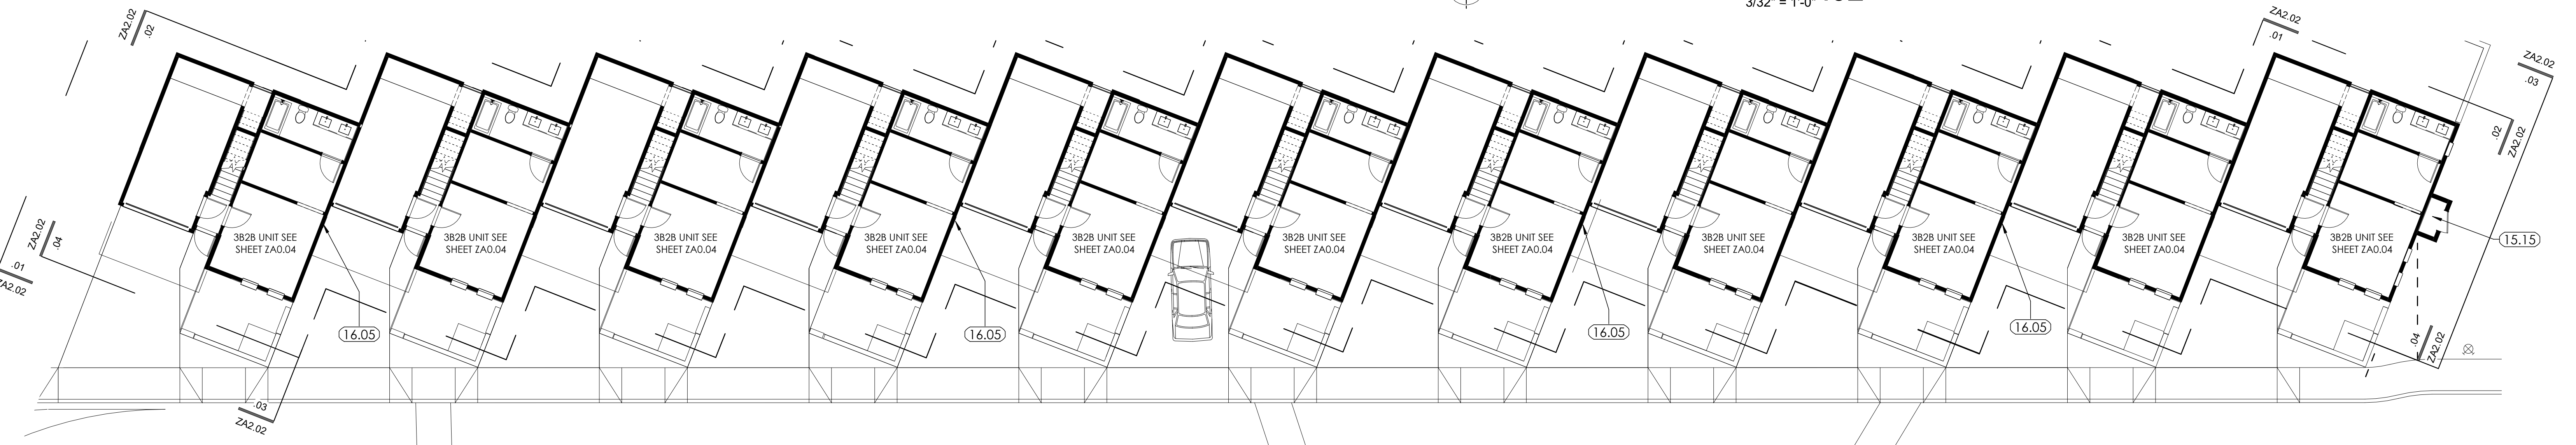 3/32" = 1'-0"
ZA2.02
.02
ZA2.02
.01
ZA2.02
.03
.02
ZA2.02
ZA2.02
.04
.01
ZA2.02
3B2B UNIT SEE
SHEET ZA0.04
3B2B UNIT SEE
SHEET ZA0.04
3B2B UNIT SEE
SHEET ZA0.04
3B2B UNIT SEE
SHEET ZA0.04
3B2B UNIT SEE
SHEET ZA0.04
3B2B UNIT SEE
SHEET ZA0.04
3B2B UNIT SEE
SHEET ZA0.04
3B2B UNIT SEE
SHEET ZA0.04
3B2B UNIT SEE
SHEET ZA0.04
3B2B UNIT SEE
SHEET ZA0.04
3B2B UNIT SEE
SHEET ZA0.04
15.15
16.05
16.05
16.05
16.05
.04
ZA2.02
.03
ZA2.02